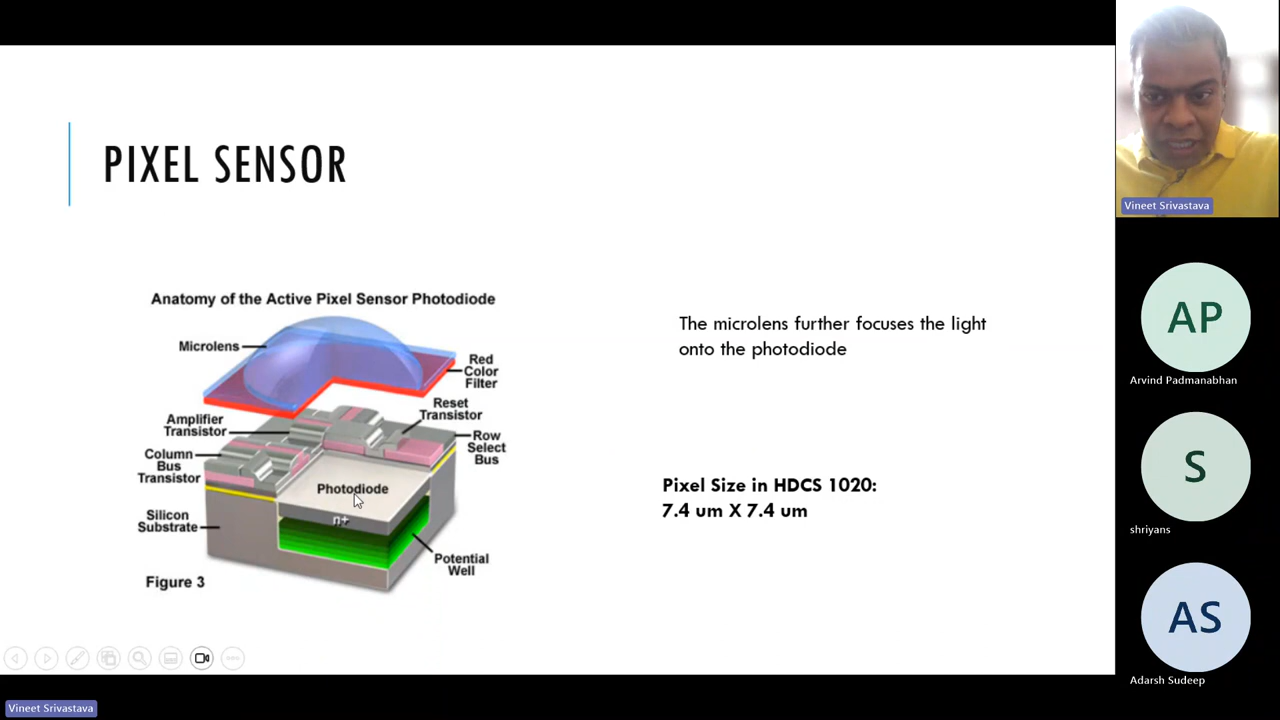 PIXEL SENSOR
Anatomy of the Active Pixel Sensor Photodiode
Microlens
Red
Color
Filter
Amplifier
Transistor
Reset
Transistor
Column
Bus
Transistor
Row
Select
Bus
Photodiode
n+
Silicon
Substrate
Potential
Well
Figure 3
The microlens further focuses the light
onto the photodiode
Pixel Size in HDCS 1020:
7.4 um X 7.4 um
Vineet Srivastava
AP
Arvind Padmanabhan
S
shriyans
AS
Adarsh Sudeep
Vineet Srivastava